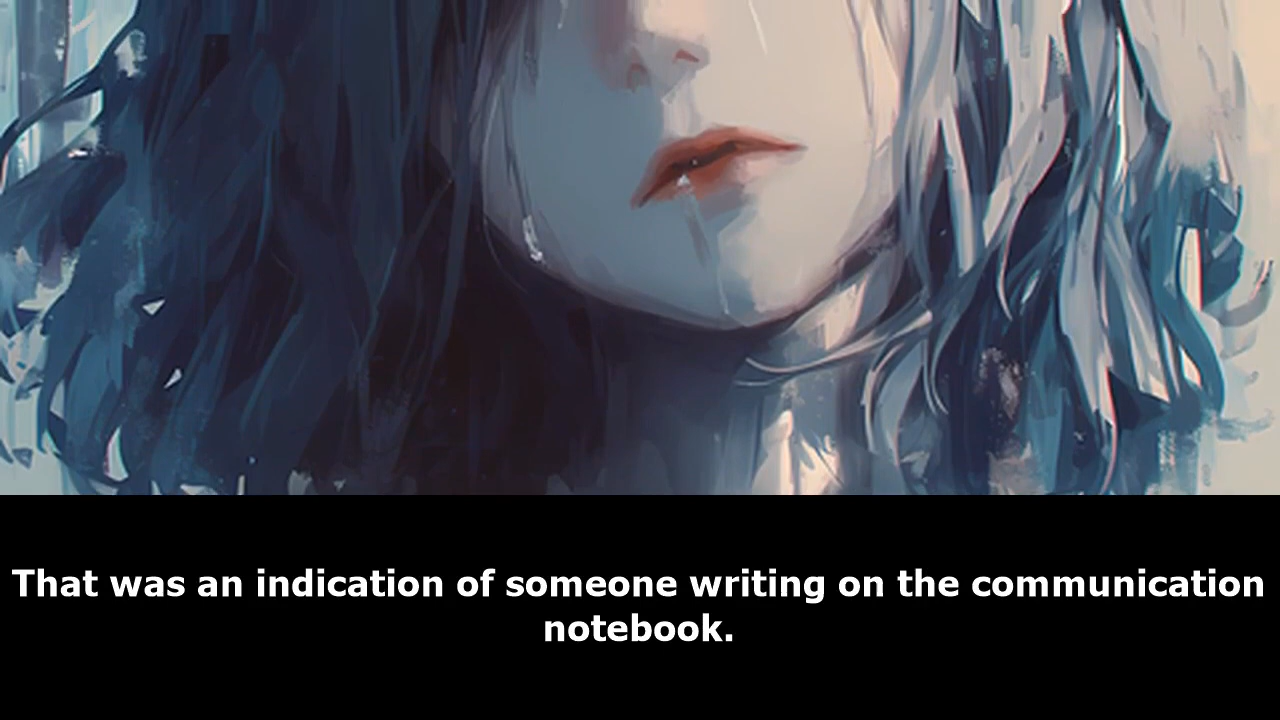 That was an indication of someone writing on the communication
notebook.